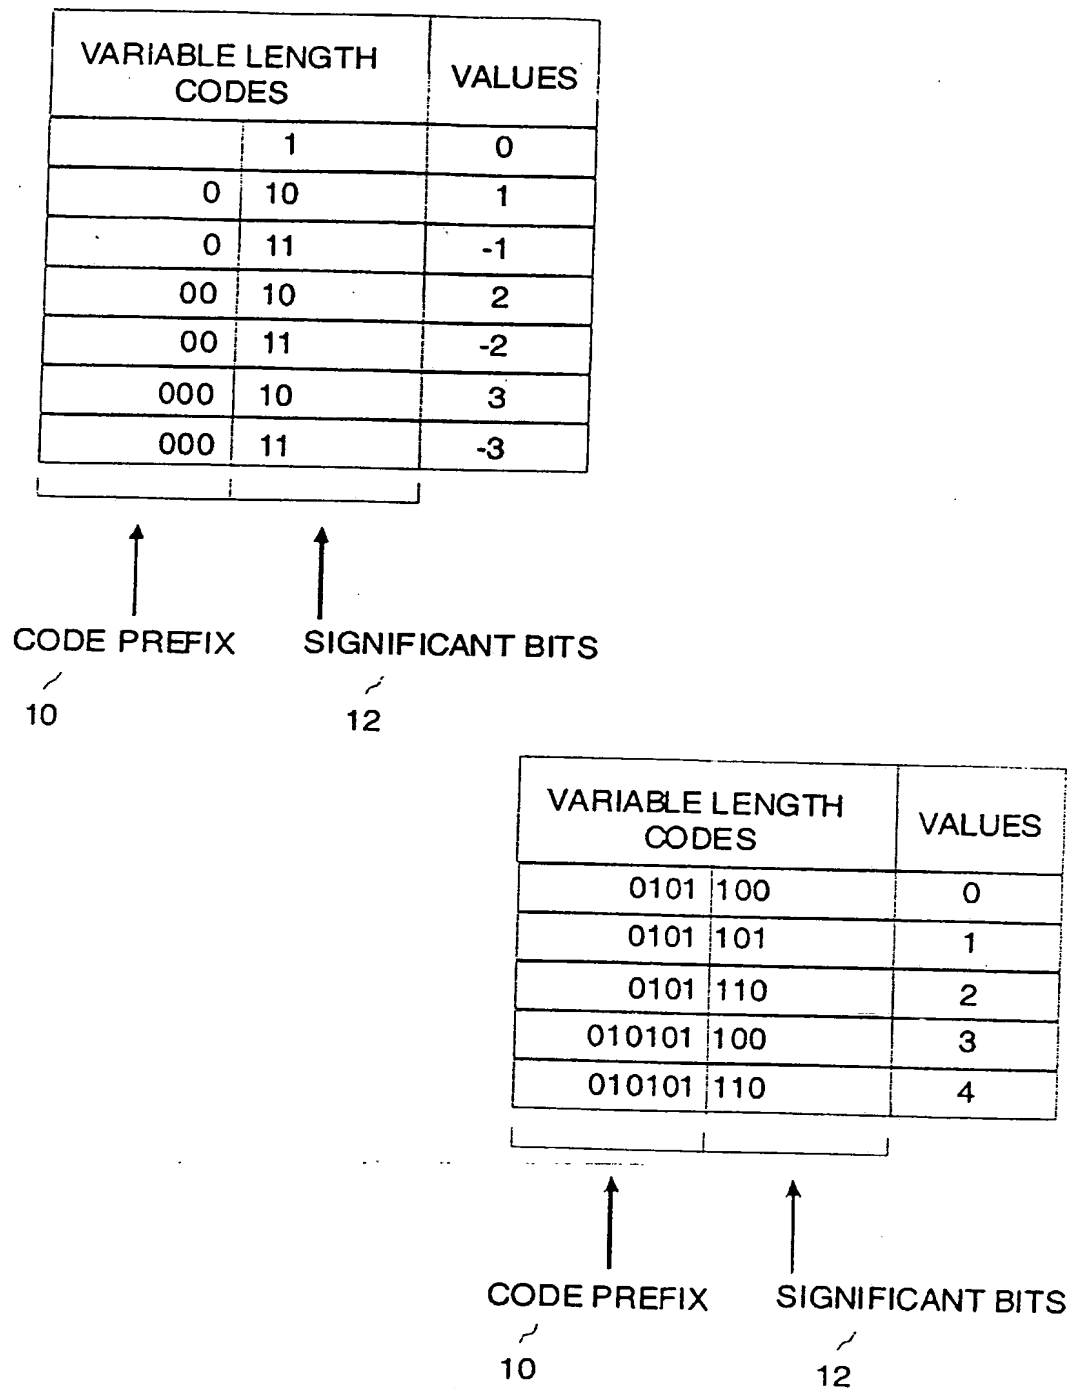 VARIABLE LENGTH CODES VALUES
1 0
0 10 1
0 11 -1
00 10 2
00 11 -2
000 10 3
000 11 -3
CODE PREFIX SIGNIFICANT BITS
10 12
VARIABLE LENGTH CODES VALUES
0101 100 0
0101 101 1
0101 110 2
010101 100 3
010101 110 4
CODE PREFIX SIGNIFICANT BITS
10 12